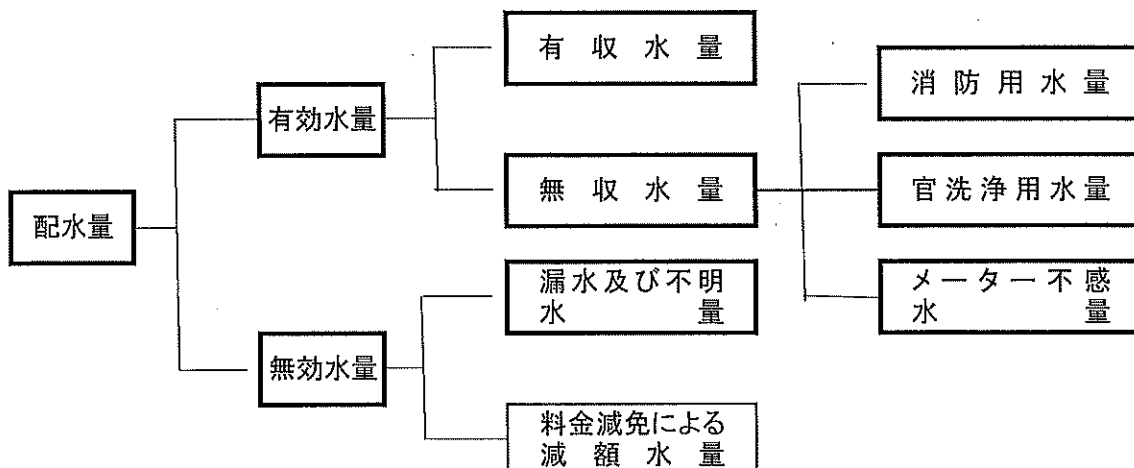 有収水量
消防用水量
有効水量
無収水量
官洗浄用水量
配水量
漏水及び不明
水量
メーター不感
水量
無効水量
料金減免による
減額水量